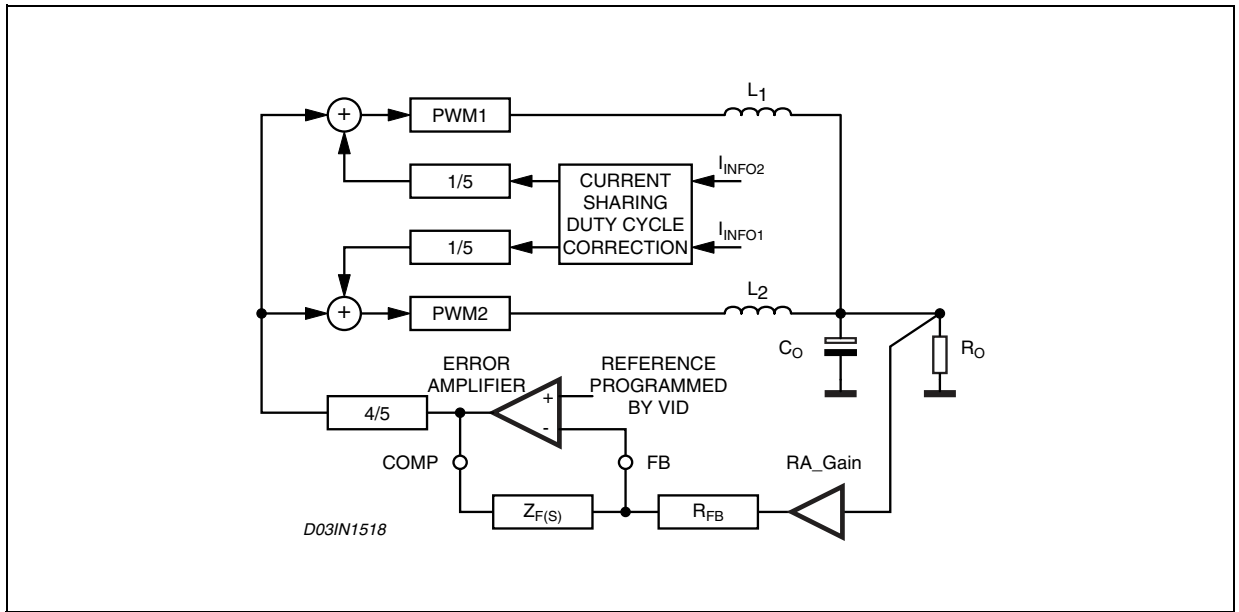 L1
PWM1
+
IINFO2
1/5
CURRENT
SHARING
DUTY CYCLE
CORRECTION
IINFO1
1/5
L2
+
PWM2
CO
RO
ERROR
AMPLIFIER
REFERENCE
PROGRAMMED
BY VID
+
-
4/5
COMP
FB
RA_Gain
ZF(S)
RFB
D03IN1518